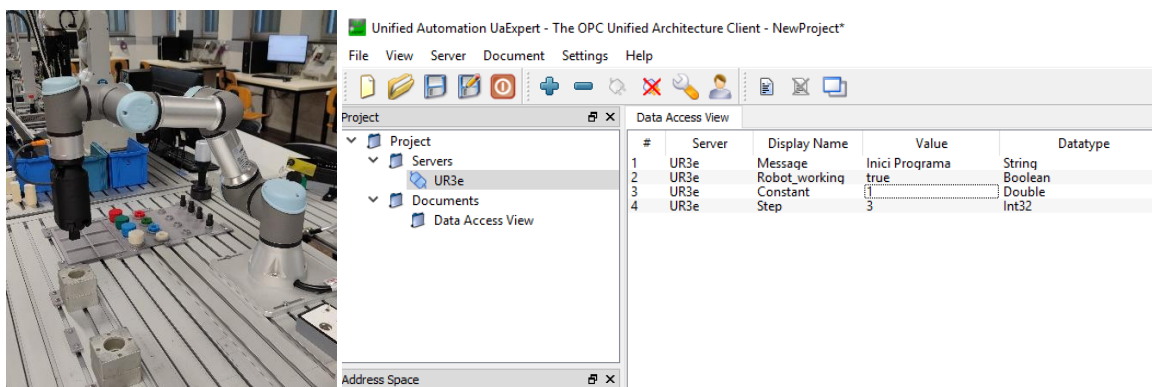 Unified Automation UaExpert - The OPC Unified Architecture Client - NewProject*
File View Server Document Settings Help
Project
Project
Servers
UR3e
Documents
Data Access View
Address Space
Data Access View
# Server Display Name Value Datatype
1 UR3e Message Inici Programa String
2 UR3e Robot_working true Boolean
3 UR3e Constant 1 Double
4 UR3e Step 3 Int32